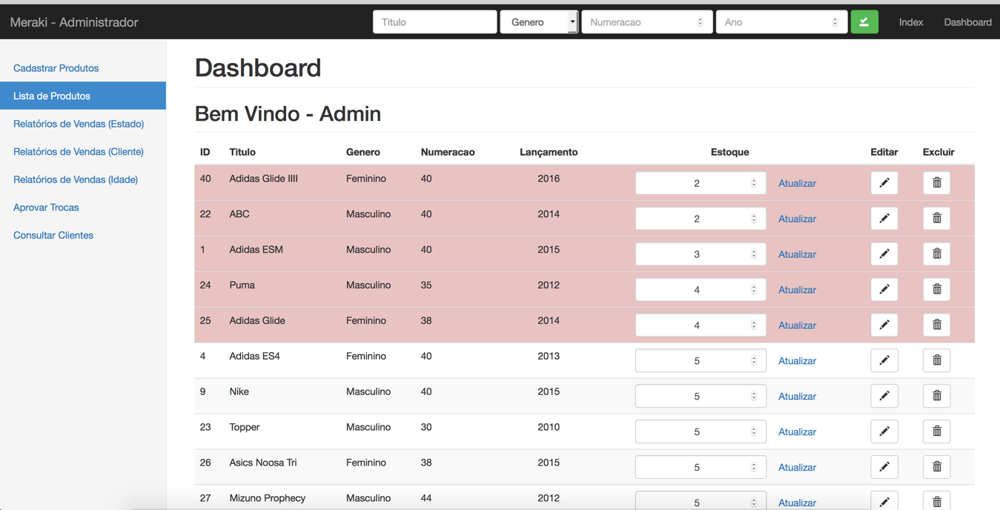 Meraki - Administrador Titulo Genero Numeracao Ano Index Dashboard
Cadastrar Produtos
Lista de Produtos
Relatórios de Vendas (Estado)
Relatórios de Vendas (Cliente)
Relatórios de Vendas (Idade)
Aprovar Trocas
Consultar Clientes
Dashboard
Bem Vindo - Admin
ID Titulo Genero Numeracao Lançamento Estoque Editar Excluir
40 Adidas Glide IIII Feminino 40 2016 2 Atualizar
22 ABC Masculino 40 2014 2 Atualizar
1 Adidas ESM Masculino 40 2015 3 Atualizar
24 Puma Masculino 35 2012 4 Atualizar
25 Adidas Glide Feminino 38 2014 4 Atualizar
4 Adidas ES4 Feminino 40 2013 5 Atualizar
9 Nike Masculino 40 2015 5 Atualizar
23 Topper Masculino 30 2010 5 Atualizar
26 Asics Noosa Tri Feminino 38 2015 5 Atualizar
27 Mizuno Prophecy Masculino 44 2012 5 Atualizar